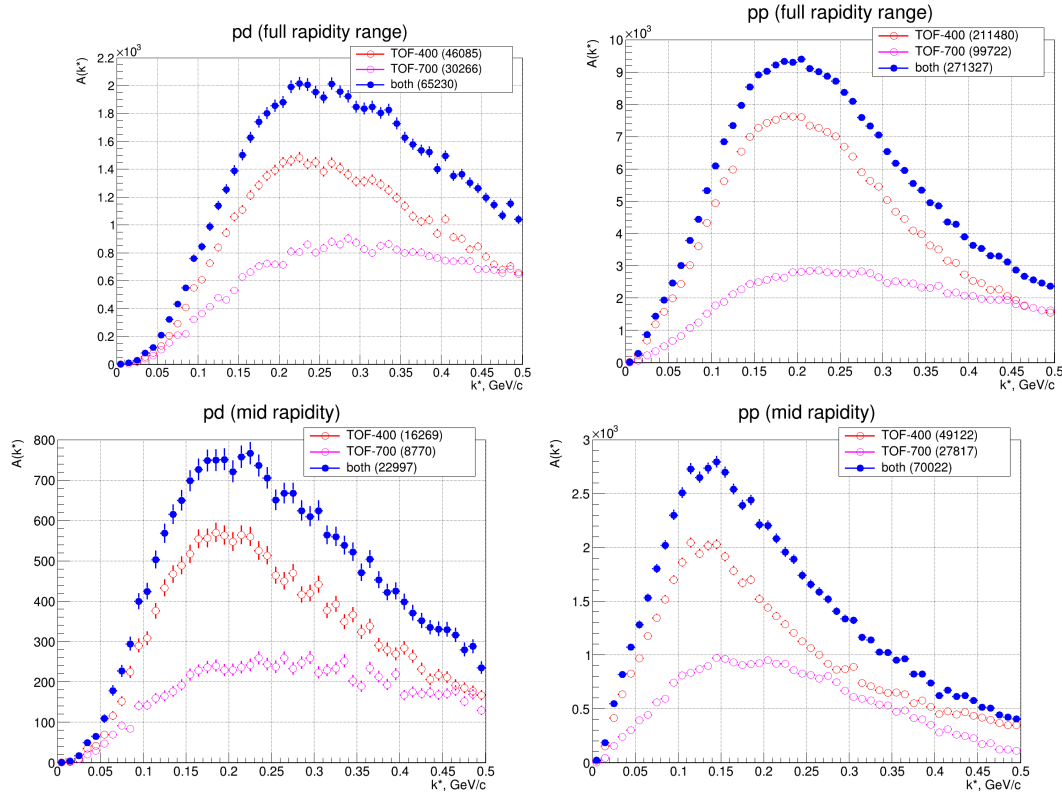 pd (full rapidity range)
×10³
A(k*)
TOF-400 (46085)
TOF-700 (30266)
both (65230)
2.2
2
1.8
1.6
1.4
1.2
1
0.8
0.6
0.4
0.2
0
0 0.05 0.1 0.15 0.2 0.25 0.3 0.35 0.4 0.45 0.5
k*, GeV/c
pp (full rapidity range)
×10³
A(k*)
TOF-400 (211480)
TOF-700 (99722)
both (271327)
10
9
8
7
6
5
4
3
2
1
0
0 0.05 0.1 0.15 0.2 0.25 0.3 0.35 0.4 0.45 0.5
k*, GeV/c
pd (mid rapidity)
A(k*)
TOF-400 (16269)
TOF-700 (8770)
both (22997)
800
700
600
500
400
300
200
100
0
0 0.05 0.1 0.15 0.2 0.25 0.3 0.35 0.4 0.45 0.5
k*, GeV/c
pp (mid rapidity)
×10³
A(k*)
TOF-400 (49122)
TOF-700 (27817)
both (70022)
3
2.5
2
1.5
1
0.5
0
0 0.05 0.1 0.15 0.2 0.25 0.3 0.35 0.4 0.45 0.5
k*, GeV/c